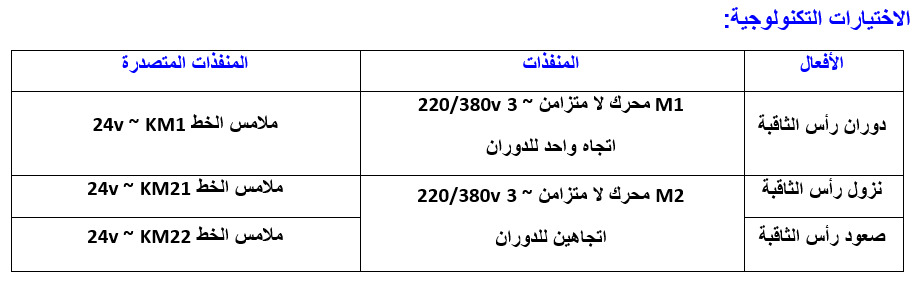 الاختيارات التكنولوجية:
الأفعال	المنفذات	المنفذات المتصدرة
دوران رأس الثاقبة	M1 محرك لا متزامن ~ 3 220/380v
اتجاه واحد للدوران	ملامس الخط KM1 ~ 24v
نزول رأس الثاقبة	M2 محرك لا متزامن ~ 3 220/380v	ملامس الخط KM21 ~ 24v
صعود رأس الثاقبة	اتجاهين للدوران	ملامس الخط KM22 ~ 24v